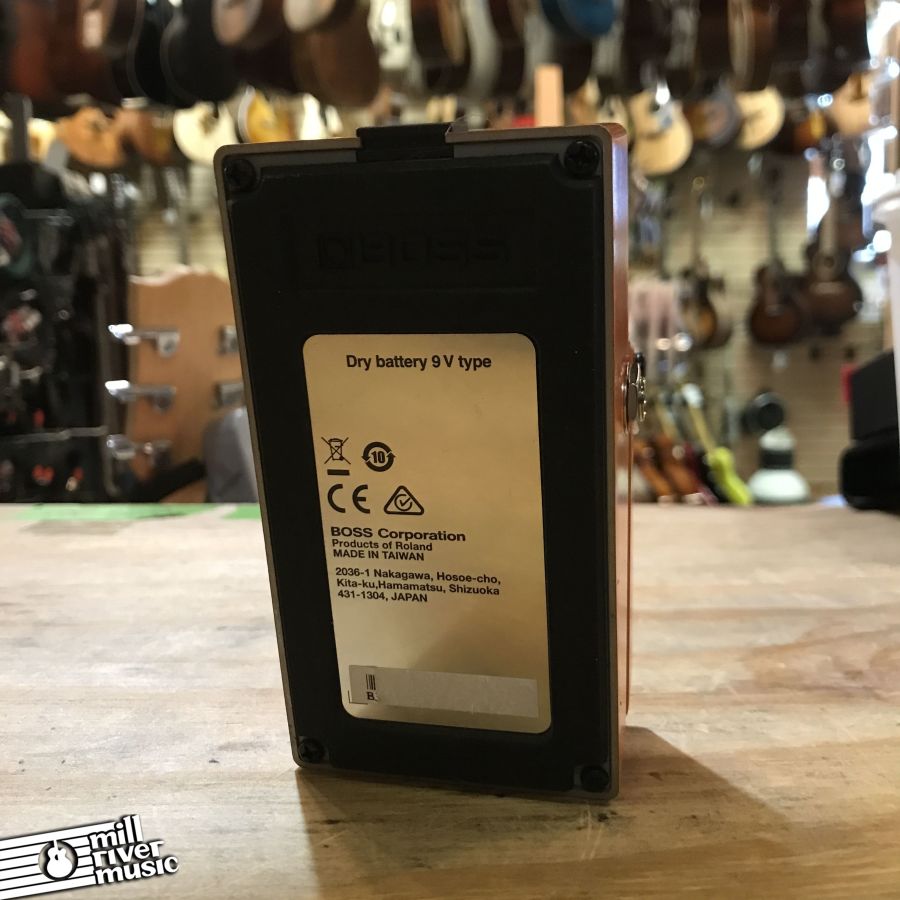 BOSS
Dry battery 9 V type
10
CE
BOSS Corporation
Products of Roland
MADE IN TAIWAN
2036-1 Nakagawa, Hosoe-cho,
Kita-ku,Hamamatsu, Shizuoka
431-1304, JAPAN
B
mill
river
music